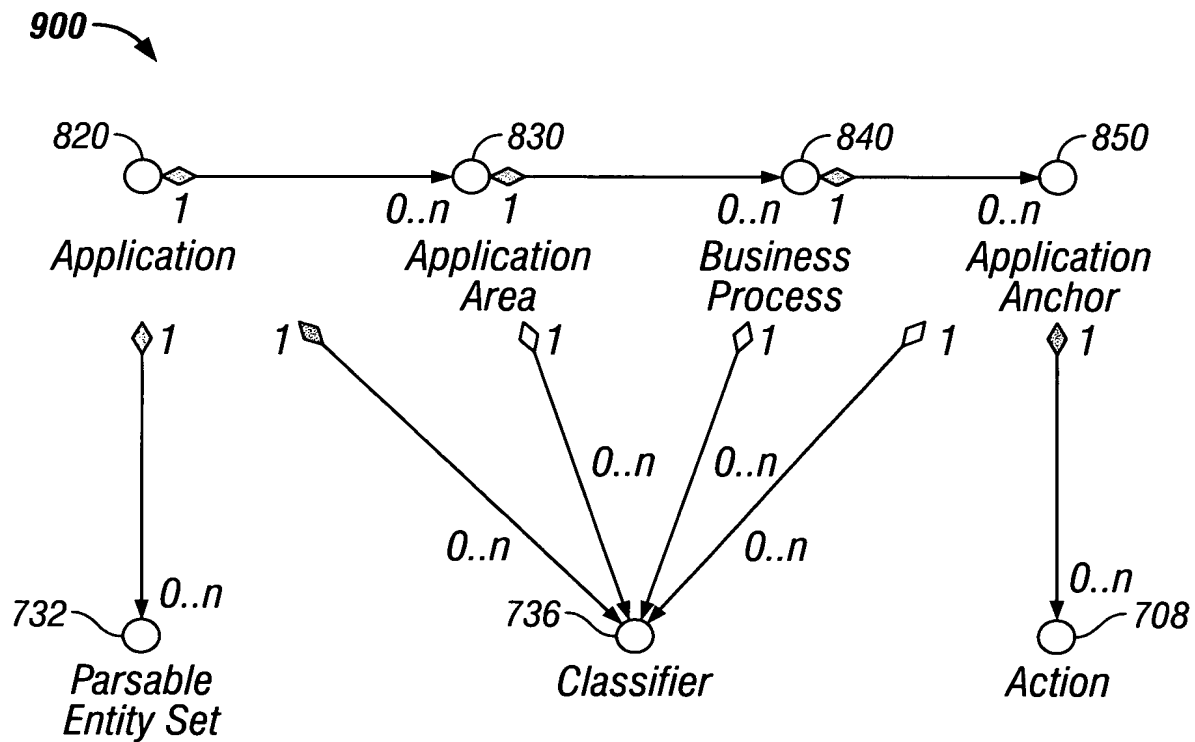 900
820
830
840
850
1
0..n
1
0..n
1
0..n
Application
Application
Area
Business
Process
Application
Anchor
1
1
1
1
1
1
0..n
0..n
0..n
0..n
0..n
0..n
732
736
708
Parsable
Entity Set
Classifier
Action